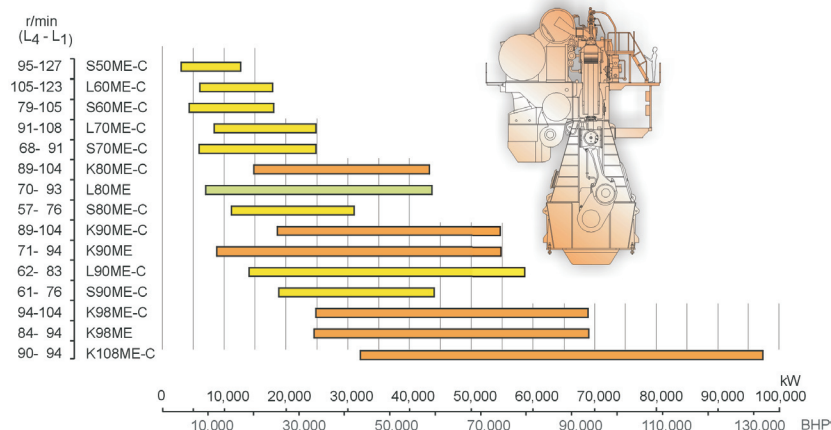 r/min
(L4 - L1)
95-127 S50ME-C
105-123 L60ME-C
79-105 S60ME-C
91-108 L70ME-C
68- 91 S70ME-C
89-104 K80ME-C
70- 93 L80ME
57- 76 S80ME-C
89-104 K90ME-C
71- 94 K90ME
62- 83 L90ME-C
61- 76 S90ME-C
94-104 K98ME-C
84- 94 K98ME
90- 94 K108ME-C
kW
0 10,000 20,000 30,000 40,000 50,000 60,000 70,000 80,000 90,000 100,000
10,000 30,000 50,000 70,000 90,000 110,000 130,000 BHP